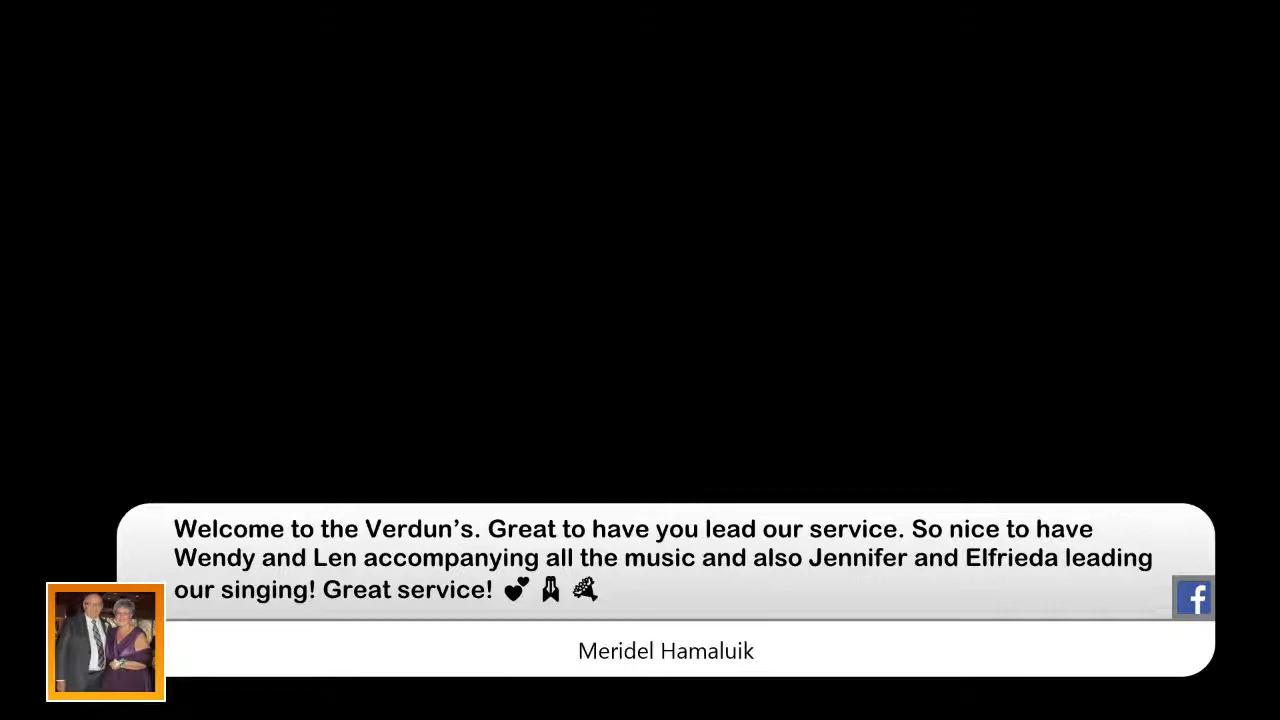 Welcome to the Verdun’s. Great to have you lead our service. So nice to have
Wendy and Len accompanying all the music and also Jennifer and Elfrieda leading
our singing! Great service! 💕 🙏 💐
Meridel Hamaluik